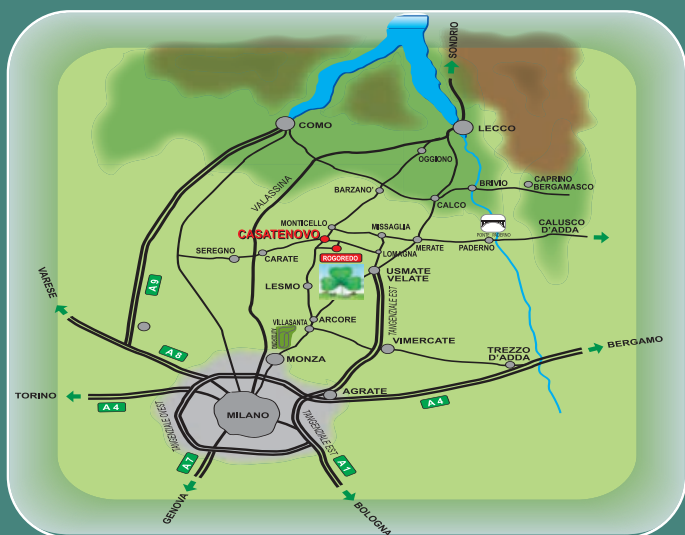 SONDRIO
COMO
LECCO
OGGIONO
VALASSINA
BARZANO'
BRIVIO
CAPRINO
BERGAMASCO
CALCO
MONTICELLO
CASATENOVO
MISSAGLIA
CALUSCO
D'ADDA
SEREGNO
CARATE
ROGOREDO
LOMAGNA
MERATE
PADERNO
USMATE
VELATE
LESMO
VARESE
A9
TANGENZIALE EST
VILLASANTA
ARCORE
VIMERCATE
TREZZO
D'ADDA
BERGAMO
A8
MONZA
TORINO
A4
MILANO
AGRATE
A4
TANGENZIALE OVEST
TANGENZIALE EST
A7
A1
GENOVA
BOLOGNA